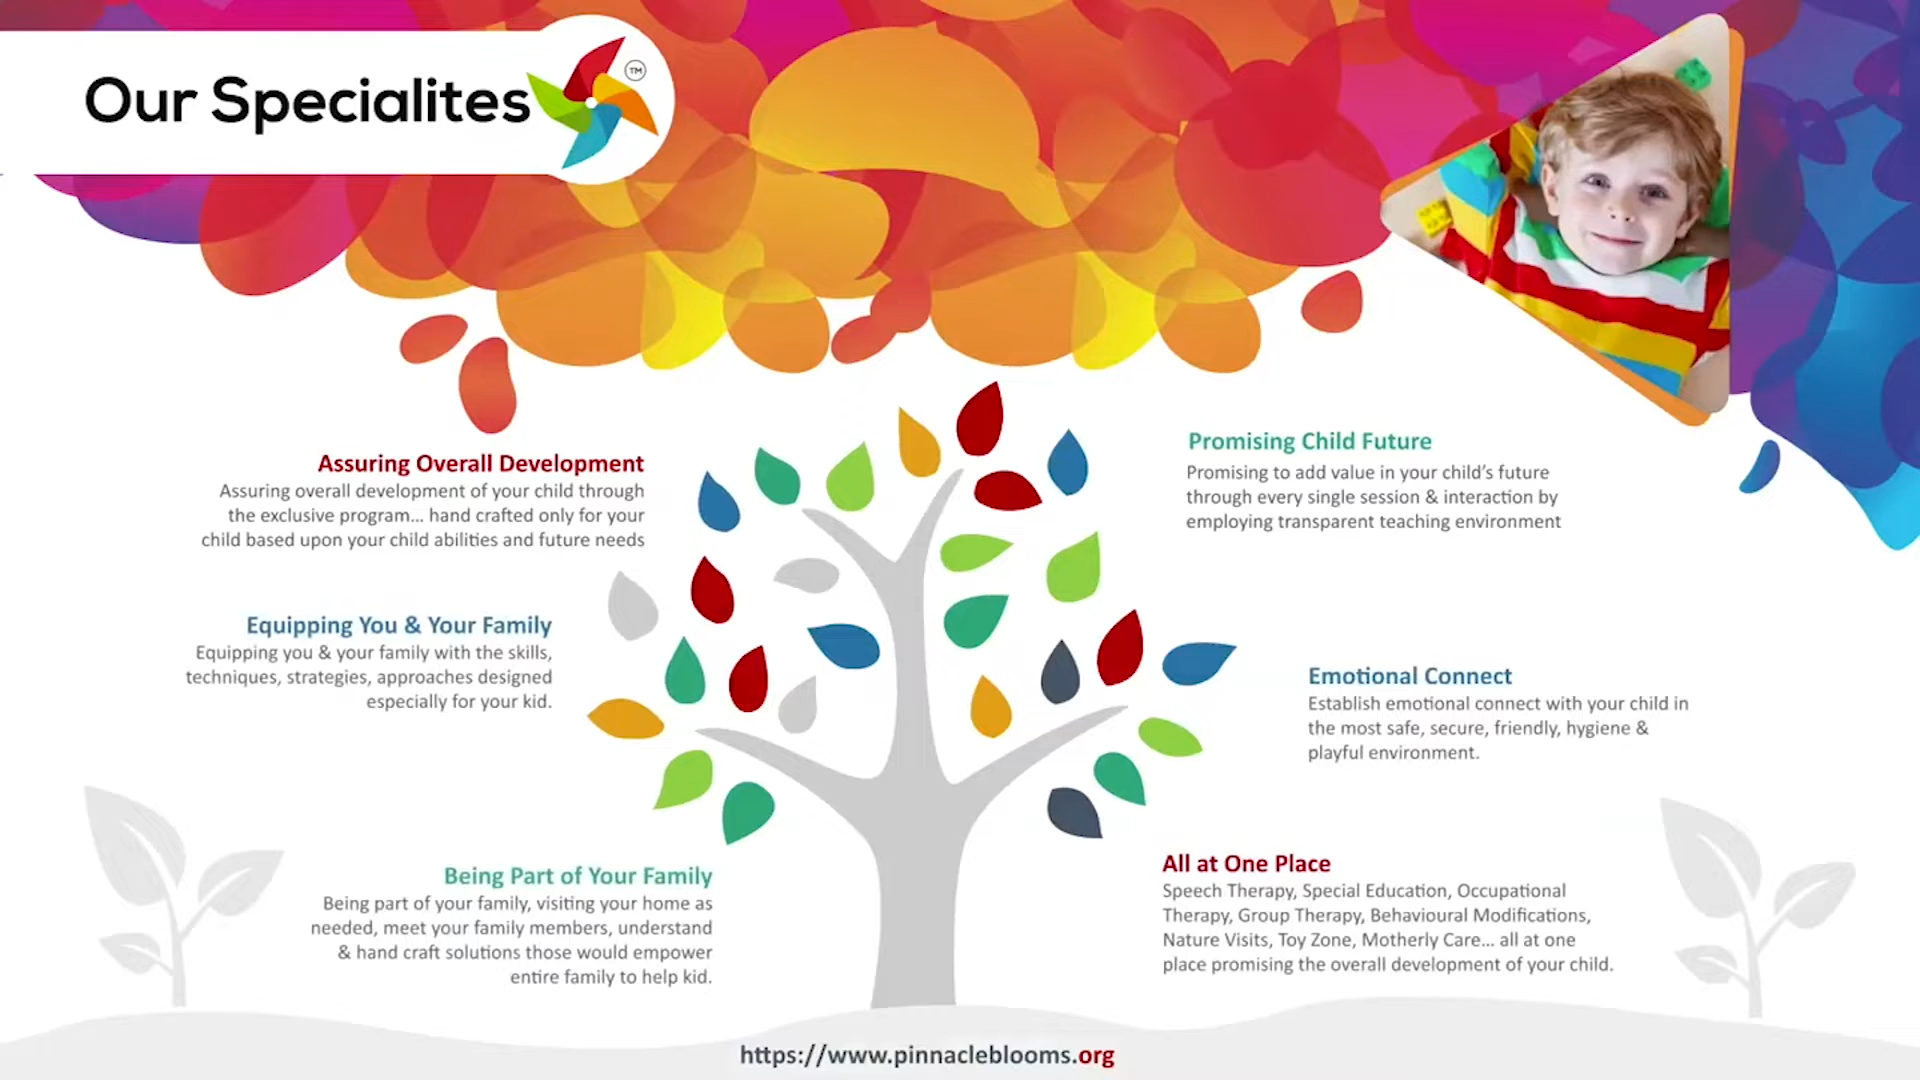 Our Specialites
TM
Assuring Overall Development
Assuring overall development of your child through
the exclusive program... hand crafted only for your
child based upon your child abilities and future needs
Equipping You & Your Family
Equipping you & your family with the skills,
techniques, strategies, approaches designed
especially for your kid.
Being Part of Your Family
Being part of your family, visiting your home as
needed, meet your family members, understand
& hand craft solutions those would empower
entire family to help kid.
Promising Child Future
Promising to add value in your child's future
through every single session & interaction by
employing transparent teaching environment
Emotional Connect
Establish emotional connect with your child in
the most safe, secure, friendly, hygiene &
playful environment.
All at One Place
Speech Therapy, Special Education, Occupational
Therapy, Group Therapy, Behavioural Modifications,
Nature Visits, Toy Zone, Motherly Care... all at one
place promising the overall development of your child.
https://www.pinnacleblooms.org